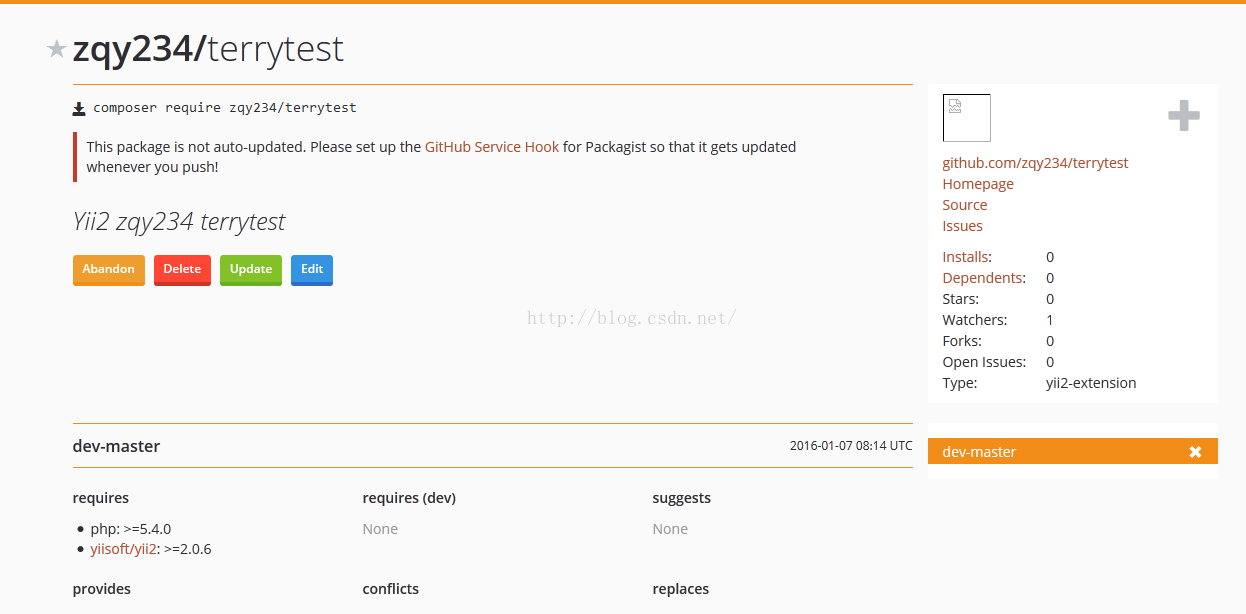 zqy234/terrytest
composer require zqy234/terrytest
This package is not auto-updated. Please set up the GitHub Service Hook for Packagist so that it gets updated
whenever you push!
Yii2 zqy234 terrytest
Abandon Delete Update Edit
http://blog.csdn.net/
github.com/zqy234/terrytest
Homepage
Source
Issues
Installs: 0
Dependents: 0
Stars: 0
Watchers: 1
Forks: 0
Open Issues: 0
Type: yii2-extension
dev-master 2016-01-07 08:14 UTC
dev-master
requires requires (dev) suggests
php: >=5.4.0 None None
yiisoft/yii2: >=2.0.6
provides conflicts replaces